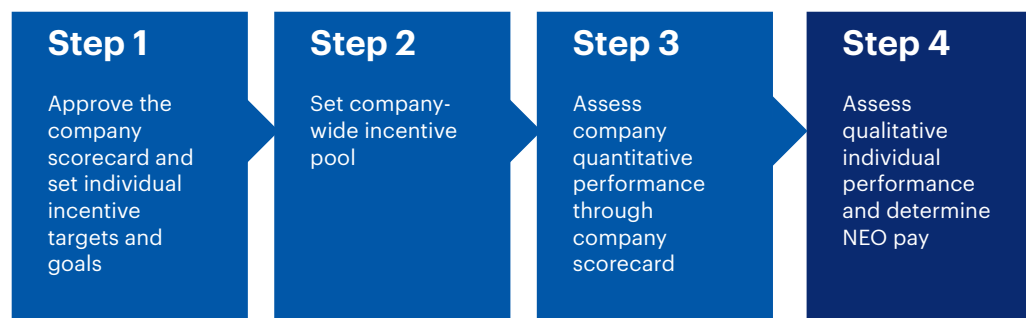 Step 1
Approve the
company
scorecard and
set individual
incentive
targets and
goals
Step 2
Set company-
wide incentive
pool
Step 3
Assess
company
quantitative
performance
through
company
scorecard
Step 4
Assess
qualitative
individual
performance
and determine
NEO pay